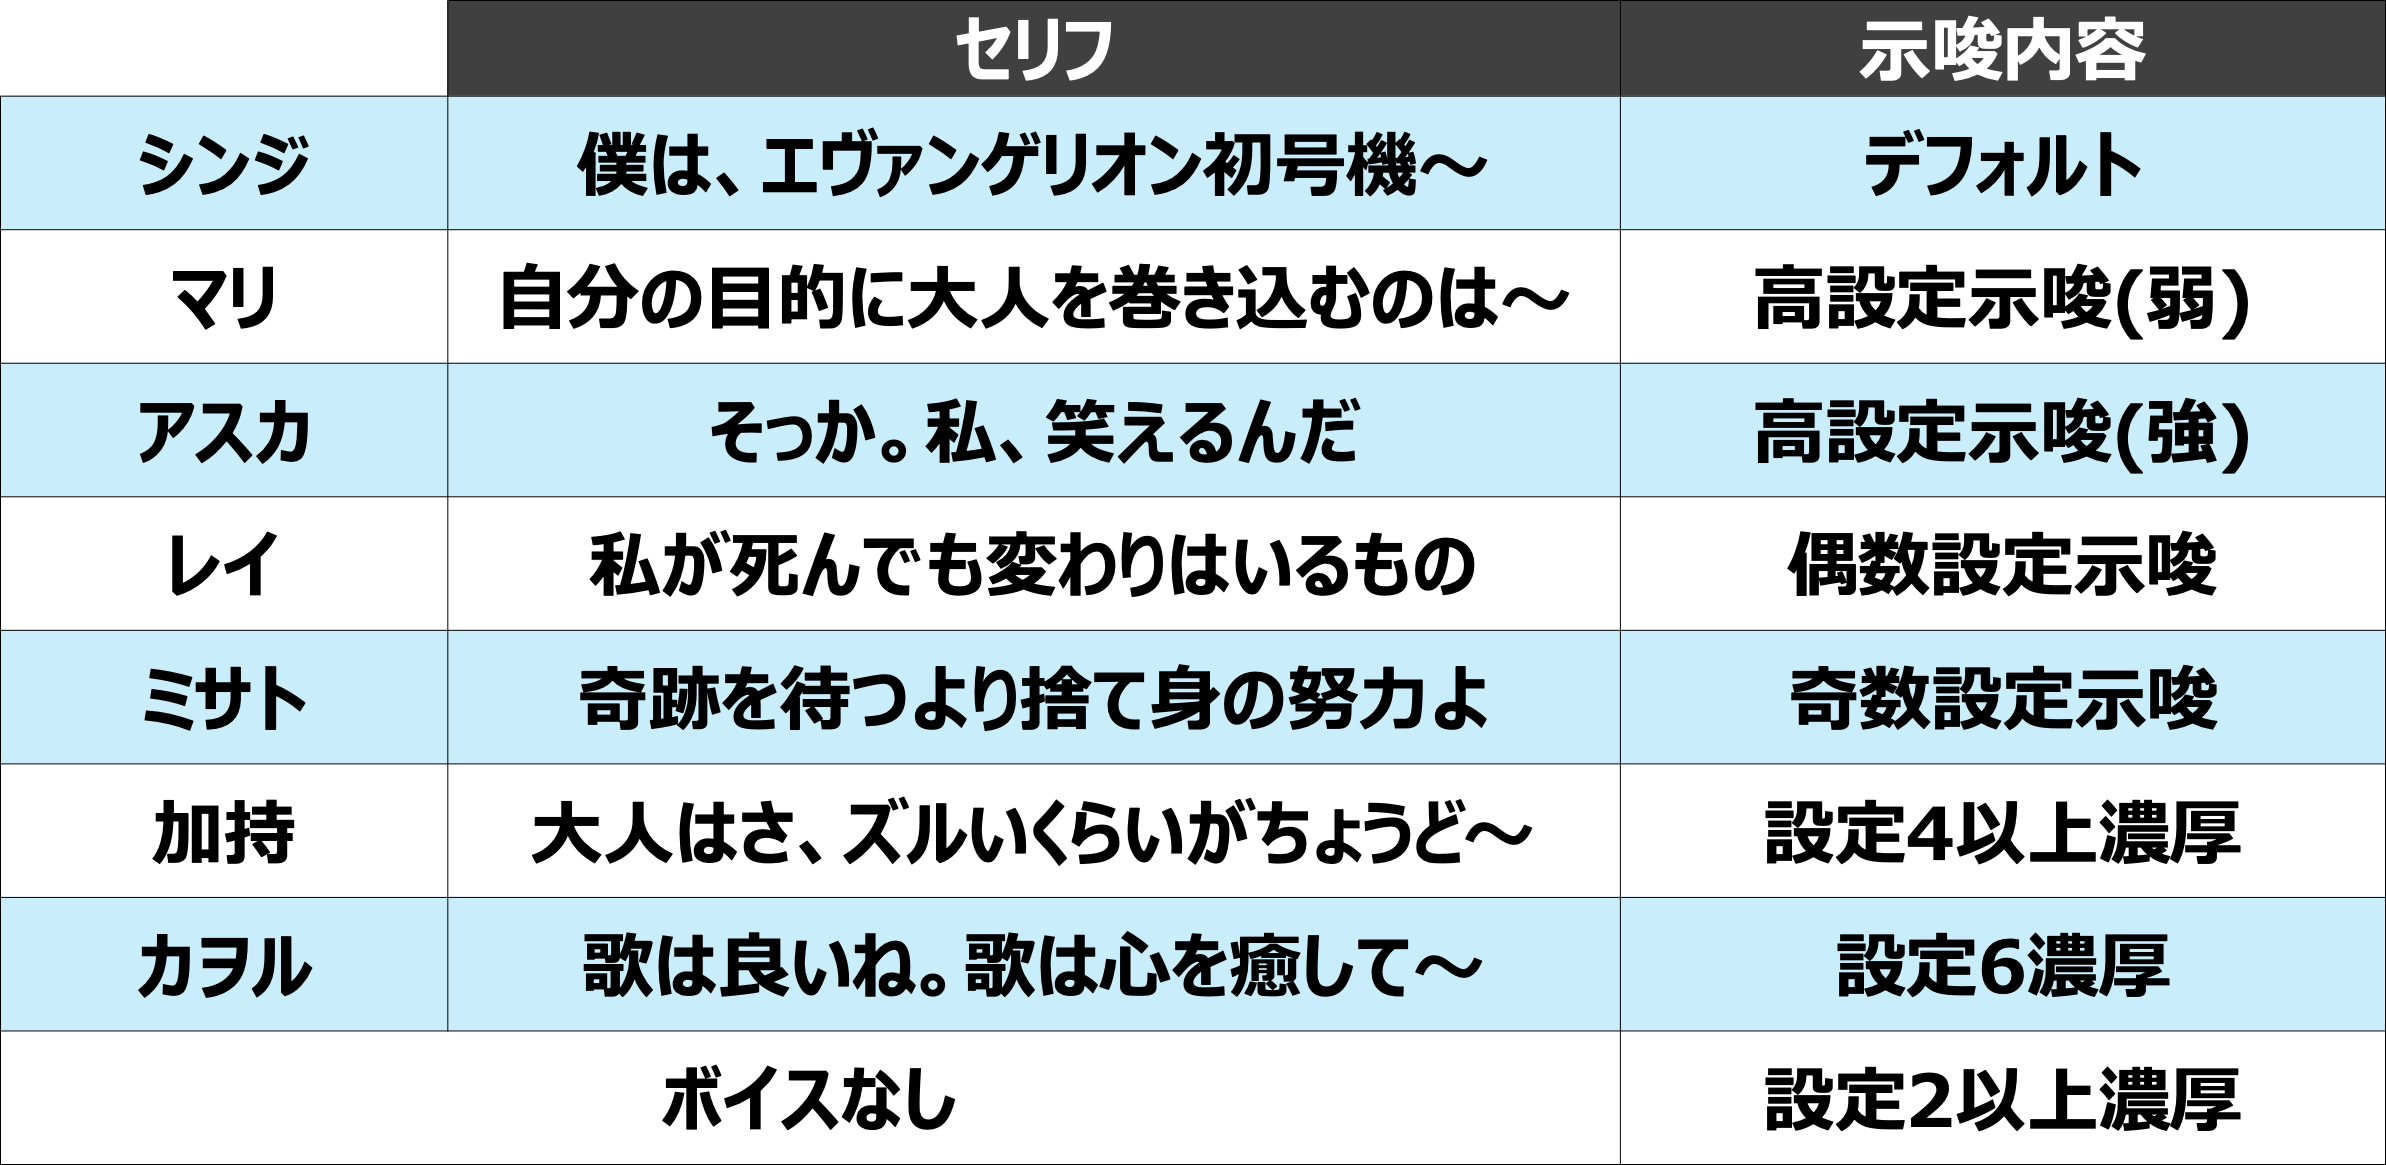 セリフ 示唆内容
シンジ 僕は、エヴァンゲリオン初号機～ デフォルト
マリ 自分の目的に大人を巻き込むのは～ 高設定示唆(弱)
アスカ そっか。私、笑えるんだ 高設定示唆(強)
レイ 私が死んでも変わりはいるもの 偶数設定示唆
ミサト 奇跡を待つより捨て身の努力よ 奇数設定示唆
加持 大人はさ、ズルいくらいがちょうど～ 設定4以上濃厚
カヲル 歌は良いね。歌は心を癒して～ 設定6濃厚
ボイスなし 設定2以上濃厚